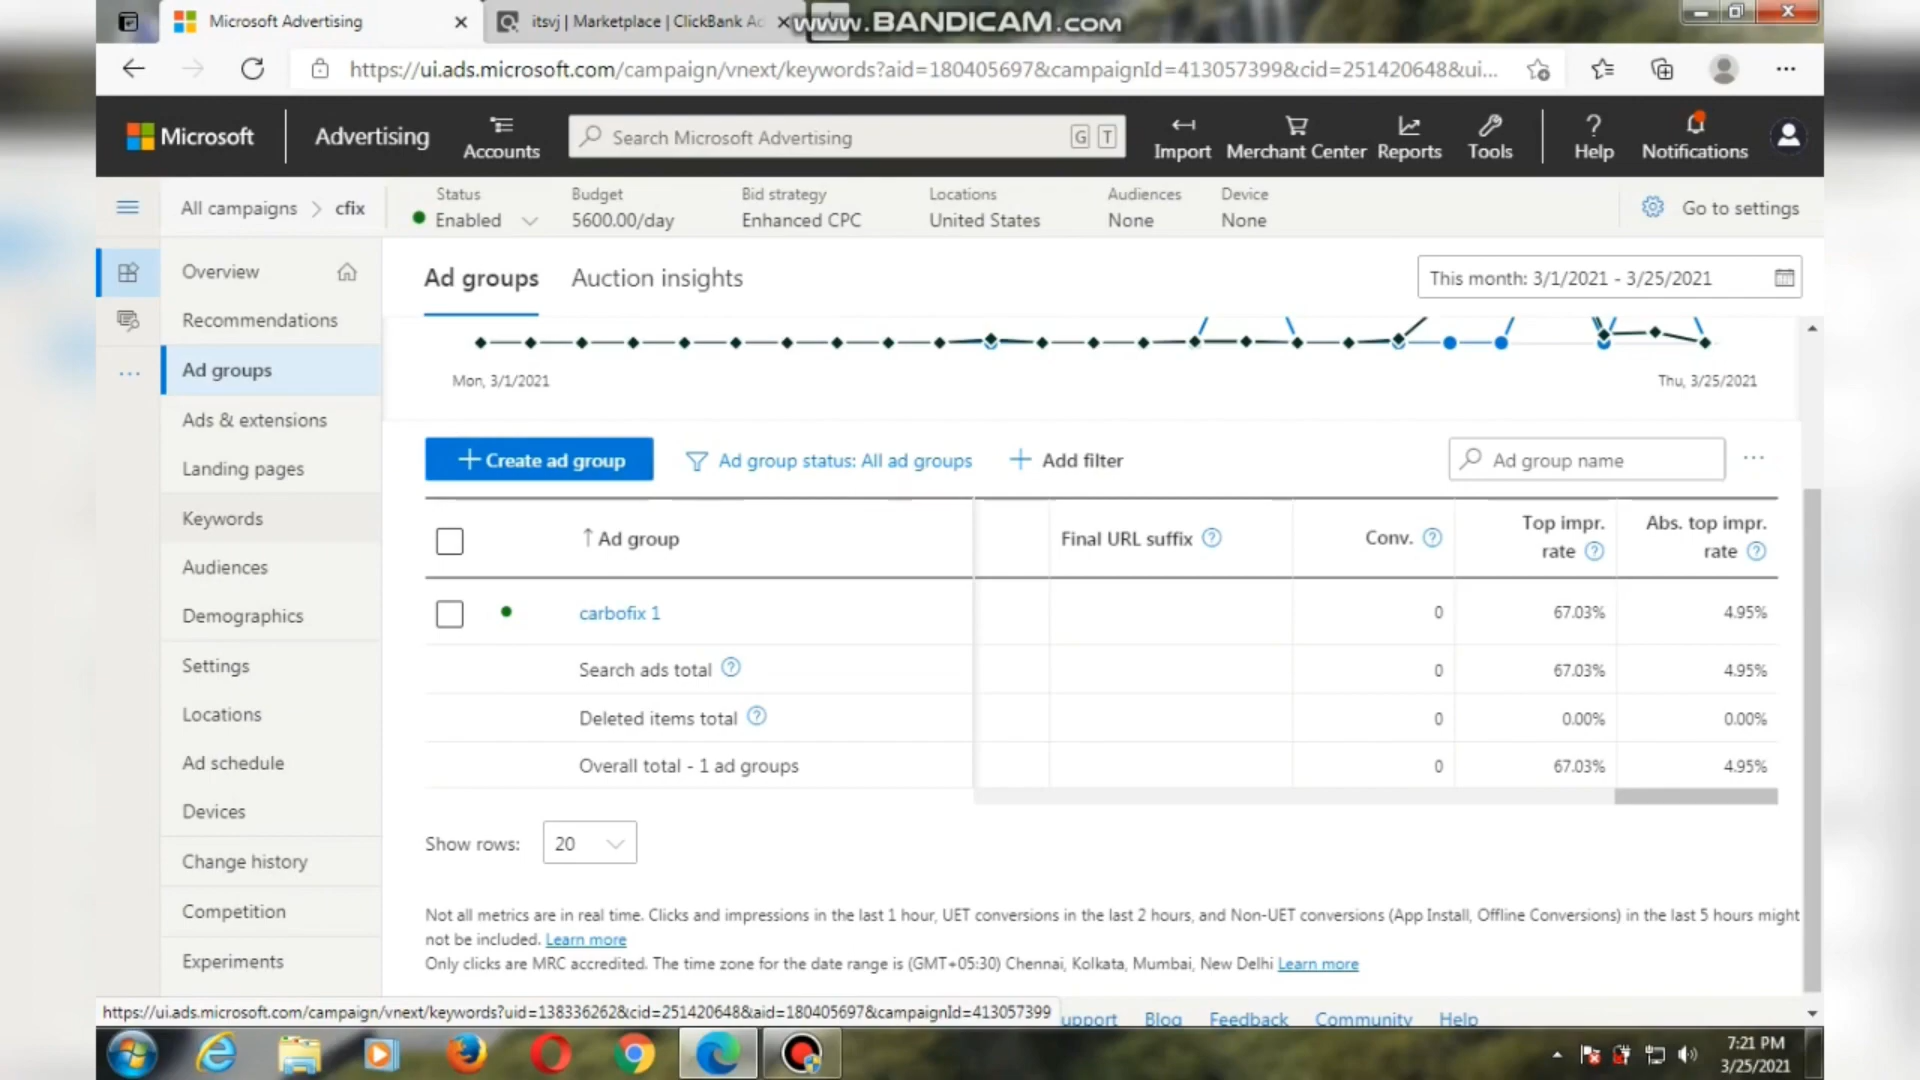 Microsoft Advertising
itsvj | Marketplace | ClickBank Ac
www.BANDICAM.com
https://ui.ads.microsoft.com/campaign/vnext/keywords?aid=180405697&campaignId=413057399&cid=251420648&ui...
Microsoft
Advertising
Accounts
Search Microsoft Advertising
G T
Import
Merchant Center
Reports
Tools
Help
Notifications
All campaigns > cfix
Status
Enabled
Budget
5600.00/day
Bid strategy
Enhanced CPC
Locations
United States
Audiences
None
Device
None
Go to settings
Overview
Recommendations
Ad groups
Ads & extensions
Landing pages
Keywords
Audiences
Demographics
Settings
Locations
Ad schedule
Devices
Change history
Competition
Experiments
Ad groups
Auction insights
This month: 3/1/2021 - 3/25/2021
Mon, 3/1/2021
Thu, 3/25/2021
Create ad group
Ad group status: All ad groups
Add filter
Ad group name
Ad group
Final URL suffix
Conv.
Top impr. rate
Abs. top impr. rate
carbofix 1 0 67.03% 4.95%
Search ads total 0 67.03% 4.95%
Deleted items total 0 0.00% 0.00%
Overall total - 1 ad groups 0 67.03% 4.95%
Show rows: 20
Not all metrics are in real time. Clicks and impressions in the last 1 hour, UET conversions in the last 2 hours, and Non-UET conversions (App Install, Offline Conversions) in the last 5 hours might
not be included. Learn more
Only clicks are MRC accredited. The time zone for the date range is (GMT+05:30) Chennai, Kolkata, Mumbai, New Delhi Learn more
https://ui.ads.microsoft.com/campaign/vnext/keywords?uid=138336262&cid=251420648&aid=180405697&campaignId=413057399
upport Blog Feedback Community Help
7:21 PM
3/25/2021